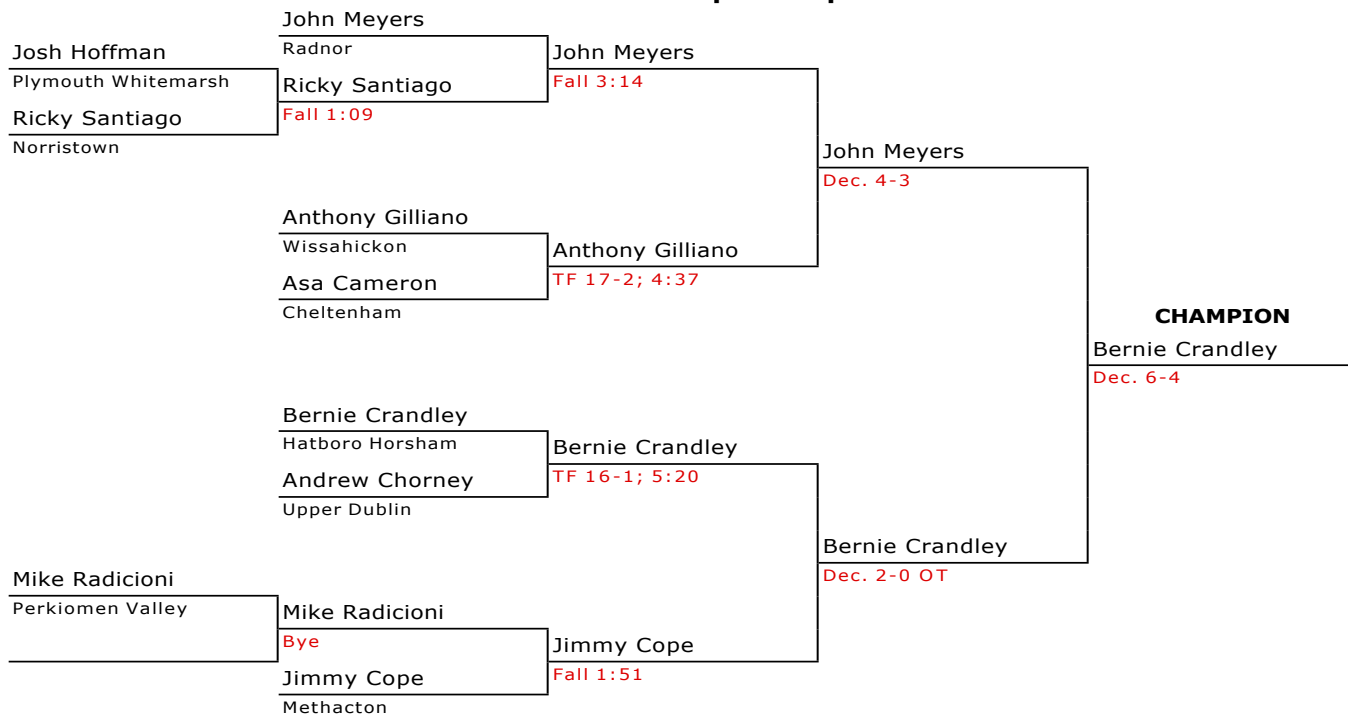 John Meyers
Josh Hoffman
Radnor
John Meyers
Plymouth Whitemarsh
Ricky Santiago
Fall 3:14
Ricky Santiago
Fall 1:09
Norristown
John Meyers
Dec. 4-3
Anthony Gilliano
Wissahickon
Anthony Gilliano
Asa Cameron
TF 17-2; 4:37
Cheltenham
CHAMPION
Bernie Crandley
Dec. 6-4
Bernie Crandley
Hatboro Horsham
Bernie Crandley
Andrew Chorney
TF 16-1; 5:20
Upper Dublin
Bernie Crandley
Mike Radicioni
Dec. 2-0 OT
Perkiomen Valley
Mike Radicioni
Bye
Jimmy Cope
Jimmy Cope
Fall 1:51
Methacton